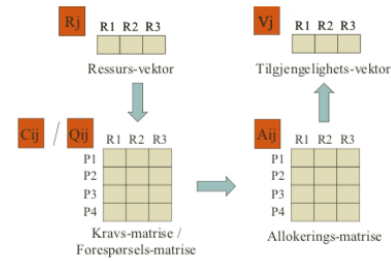 Rj
R1 R2 R3
Ressurs-vektor
Vj
R1 R2 R3
Tilgjengelighets-vektor
Cij / Qij
R1 R2 R3
P1
P2
P3
P4
Kravs-matrise /
Forespørsels-matrise
Aij
R1 R2 R3
P1
P2
P3
P4
Allokerings-matrise